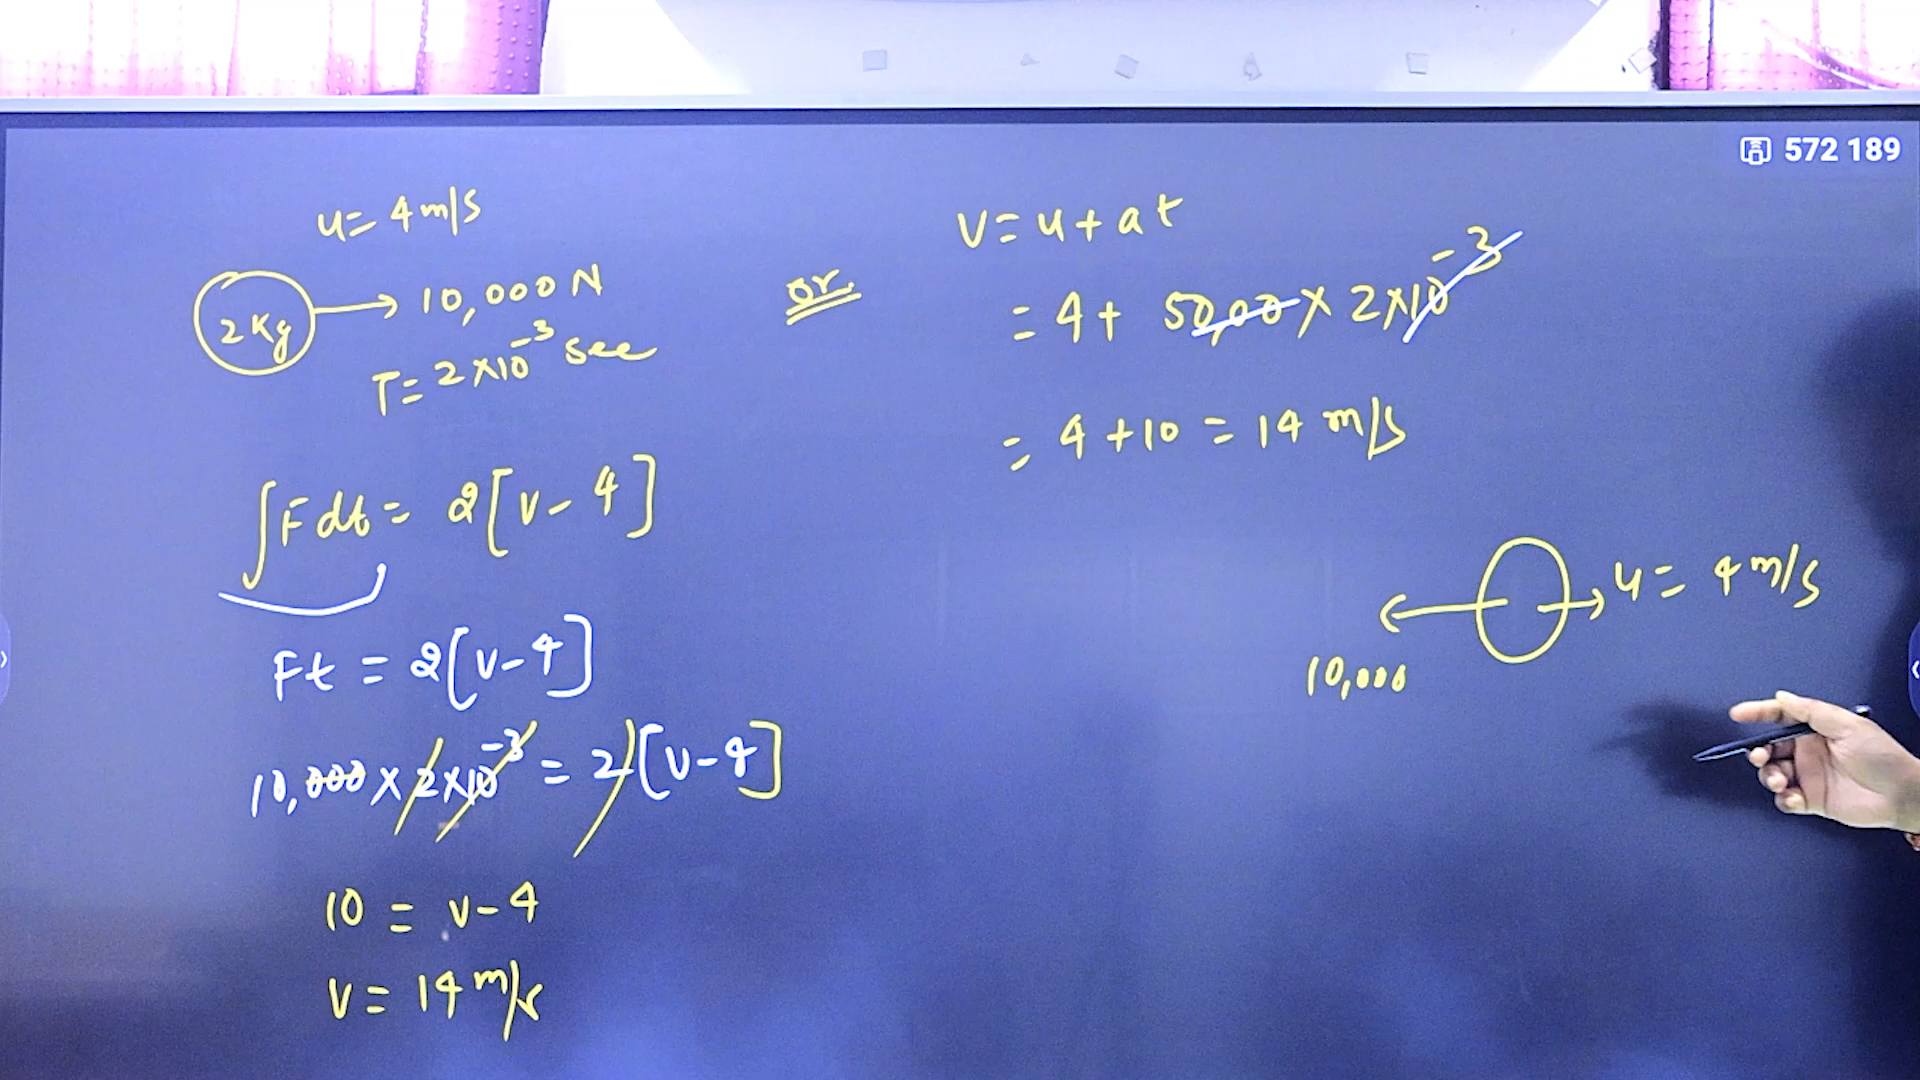 572 189
u = 4 m/s
2 Kg → 10,000 N
T = 2×10⁻³ sec
∫F dt = 2[v - 4]
Ft = 2[v - 4]
10,000 × 2×10⁻³ = 2[v - 4]
10 = v - 4
v = 14 m/s
or
v = u + at
= 4 + 50,00 × 2×10⁻³
= 4 + 10 = 14 m/s
u = 4 m/s
10,000